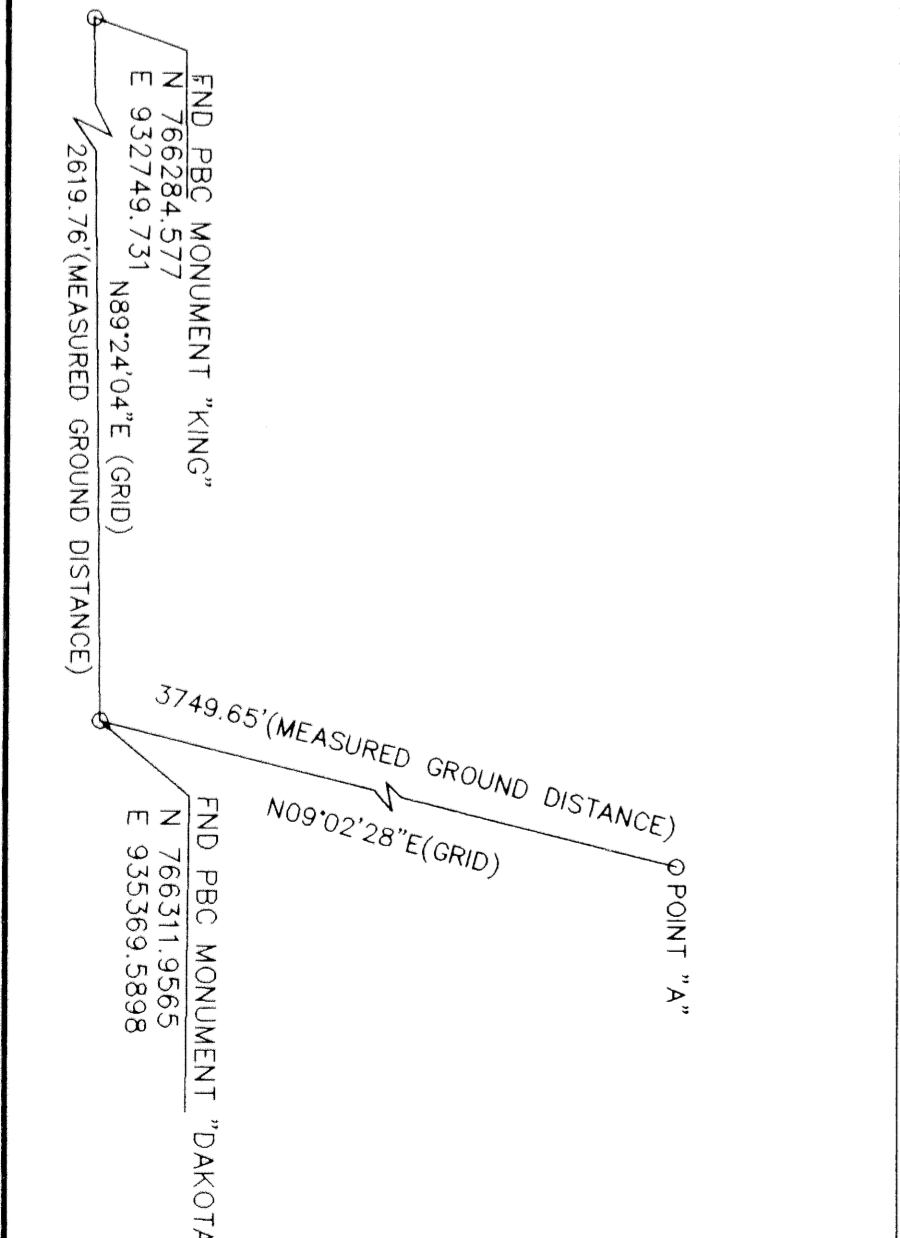 FND PBC MONUMENT "KING"
N 766284.577
E 932749.731
N89°24'04"E (GRID)
2619.76'(MEASURED GROUND DISTANCE)
3749.65'(MEASURED GROUND DISTANCE)
N09°02'28"E(GRID)
POINT "A"
FND PBC MONUMENT "DAKOTA
N 766311.9565
E 935369.5898